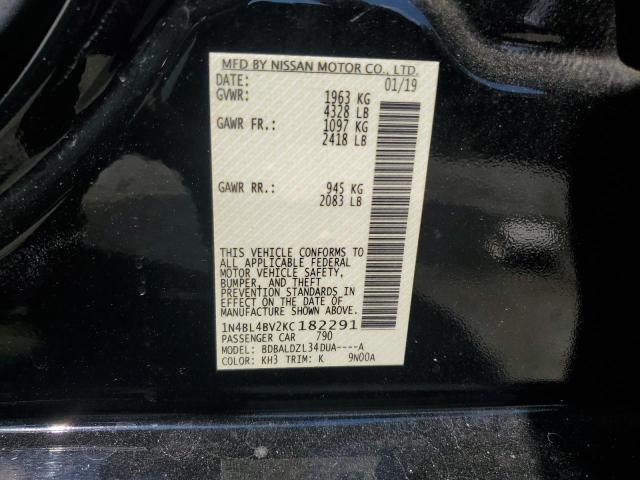 MFD BY NISSAN MOTOR CO., LTD.
DATE: 01/19
GVWR: 1963 KG
4328 LB
GAWR FR.: 1097 KG
2418 LB
GAWR RR.: 945 KG
2083 LB
THIS VEHICLE CONFORMS TO
ALL APPLICABLE FEDERAL
MOTOR VEHICLE SAFETY,
BUMPER, AND THEFT
PREVENTION STANDARDS IN
EFFECT ON THE DATE OF
MANUFACTURE SHOWN ABOVE.
1N4BL4BV2KC182291
PASSENGER CAR 790
MODEL: BDBALDZL34DUA----A
COLOR: KH3 TRIM: K 9N00A